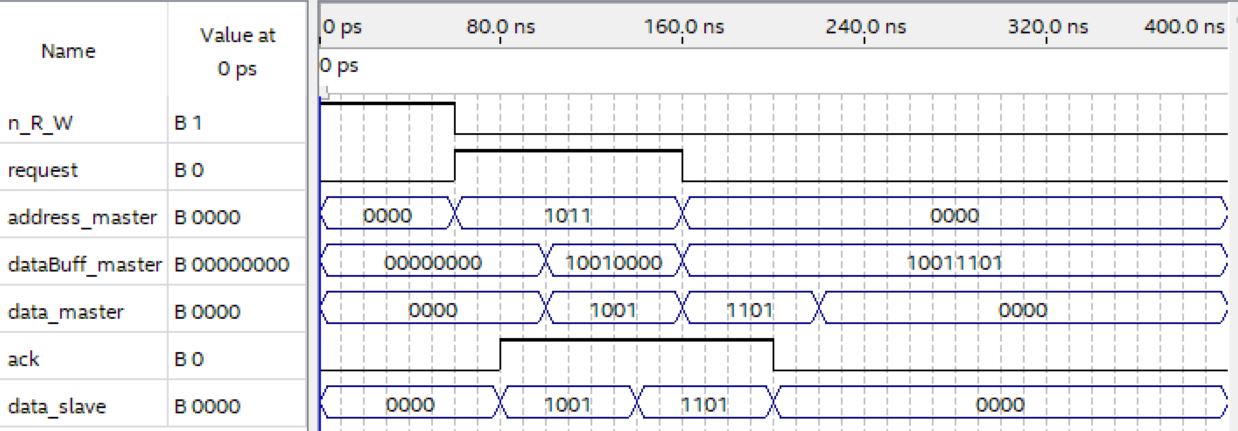 Name Value at 0 ps 0 ps 80.0 ns 160.0 ns 240.0 ns 320.0 ns 400.0 ns
0 ps
n_R_W B 1
request B 0
address_master B 0000 0000 1011 0000
dataBuff_master B 00000000 00000000 10010000 10011101
data_master B 0000 0000 1001 1101 0000
ack B 0
data_slave B 0000 0000 1001 1101 0000